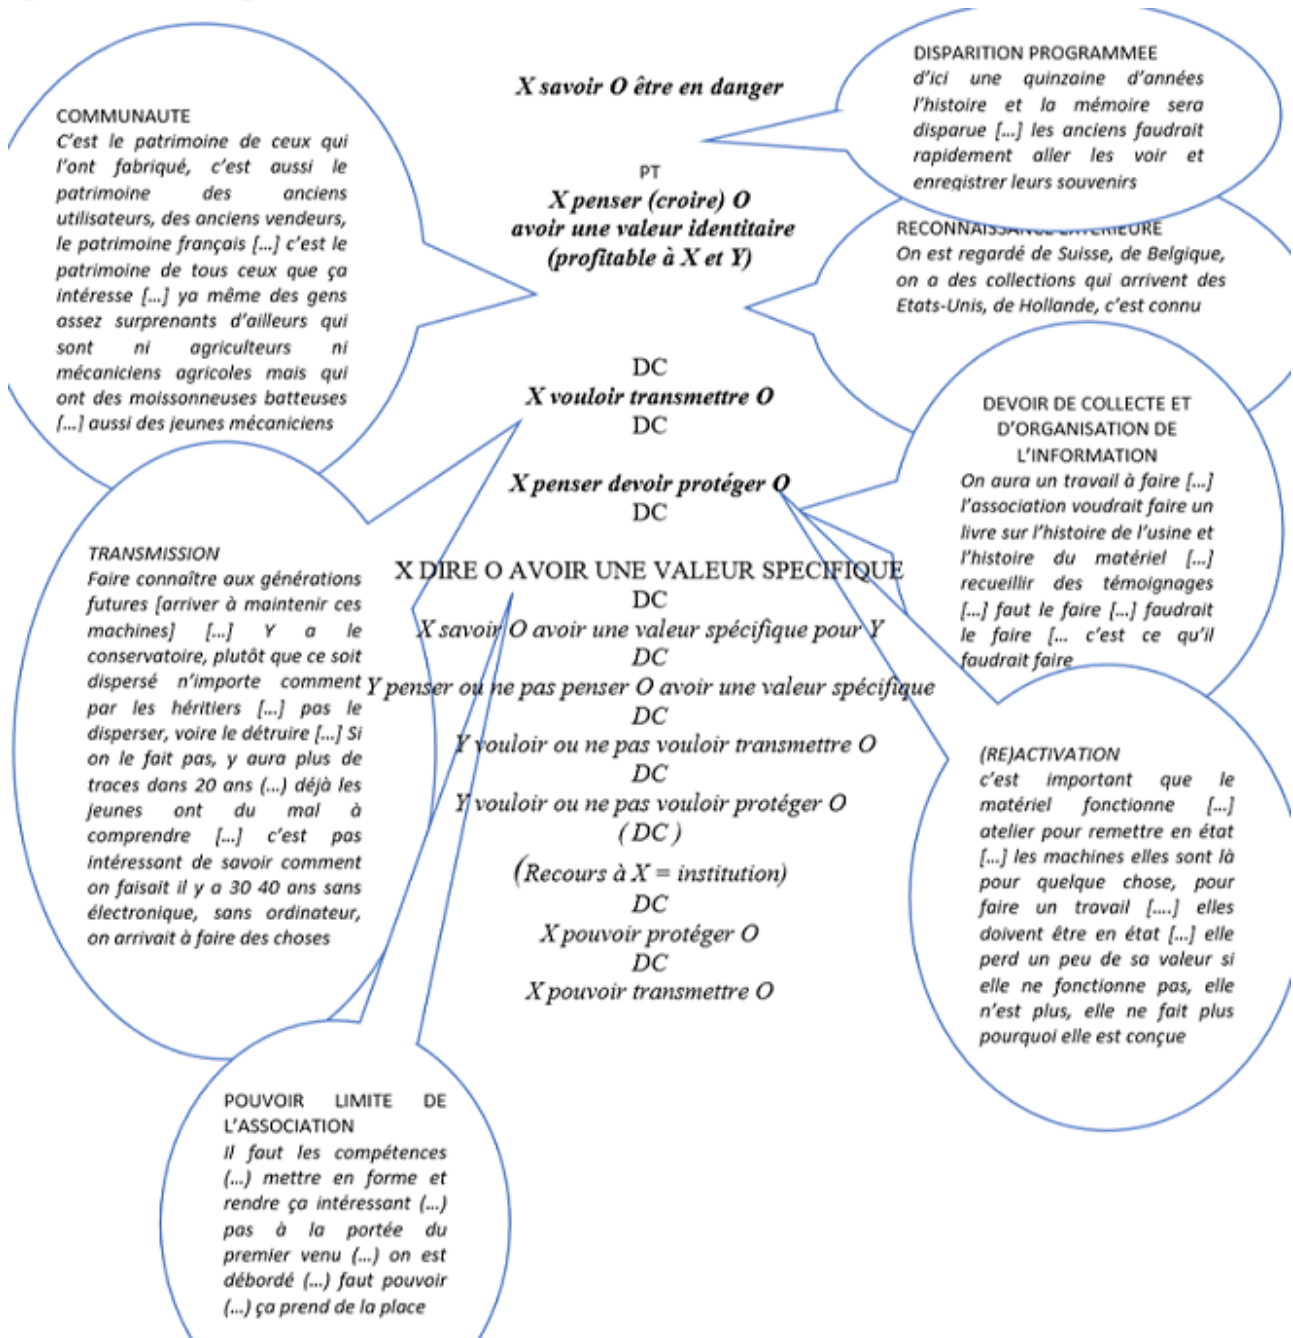 COMMUNAUTE
C'est le patrimoine de ceux qui
l'ont fabriqué, c'est aussi le
patrimoine des anciens
utilisateurs, des anciens vendeurs,
le patrimoine français […] c'est le
patrimoine de tous ceux que ça
intéresse […] ya même des gens
assez surprenants d'ailleurs qui
sont ni agriculteurs ni
mécaniciens agricoles mais qui
ont des moissonneuses batteuses
[…] aussi des jeunes mécaniciens
TRANSMISSION
Faire connaître aux générations
futures [arriver à maintenir ces
machines] […] Y a le
conservatoire, plutôt que ce soit
dispersé n'importe comment
par les héritiers […] pas le
disperser, voire le détruire […] Si
on le fait pas, y aura plus de
traces dans 20 ans (…) déjà les
jeunes ont du mal à
comprendre […] c'est pas
intéressant de savoir comment
on faisait il y a 30 40 ans sans
électronique, sans ordinateur,
on arrivait à faire des choses
POUVOIR LIMITE DE
L'ASSOCIATION
Il faut les compétences
(…) mettre en forme et
rendre ça intéressant (…)
pas à la portée du
premier venu (…) on est
débordé (…) faut pouvoir
(…) ça prend de la place
X savoir O être en danger
PT
X penser (croire) O
avoir une valeur identitaire
(profitable à X et Y)
DC
X vouloir transmettre O
DC
X penser devoir protéger O
DC
X DIRE O AVOIR UNE VALEUR SPECIFIQUE
DC
X savoir O avoir une valeur spécifique pour Y
DC
Y penser ou ne pas penser O avoir une valeur spécifique
DC
Y vouloir ou ne pas vouloir transmettre O
DC
Y vouloir ou ne pas vouloir protéger O
( DC )
(Recours à X = institution)
DC
X pouvoir protéger O
DC
X pouvoir transmettre O
DISPARITION PROGRAMMEE
d'ici une quinzaine d'années
l'histoire et la mémoire sera
disparue […] les anciens faudrait
rapidement aller les voir et
enregistrer leurs souvenirs
RECONNAISSANCE EXTERIEURE
On est regardé de Suisse, de Belgique,
on a des collections qui arrivent des
Etats-Unis, de Hollande, c'est connu
DEVOIR DE COLLECTE ET
D'ORGANISATION DE
L'INFORMATION
On aura un travail à faire […]
l'association voudrait faire un
livre sur l'histoire de l'usine et
l'histoire du matériel […]
recueillir des témoignages
[…] faut le faire […] faudrait
le faire [… c'est ce qu'il
faudrait faire
(RE)ACTIVATION
c'est important que le
matériel fonctionne […]
atelier pour remettre en état
[…] les machines elles sont là
pour quelque chose, pour
faire un travail [….] elles
doivent être en état […] elle
perd un peu de sa valeur si
elle ne fonctionne pas, elle
n'est plus, elle ne fait plus
pourquoi elle est conçue